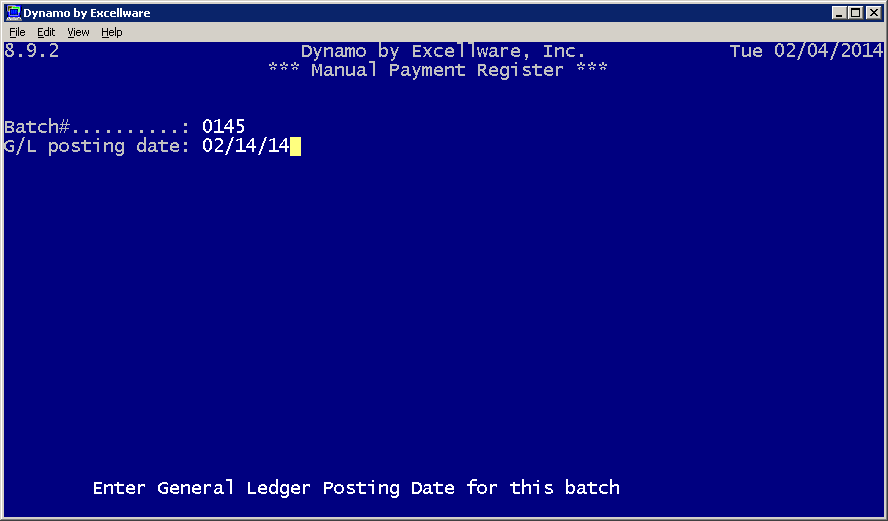 Dynamo by Excellware
File Edit View Help
8.9.2 Dynamo by Excellware, Inc. Tue 02/04/2014
*** Manual Payment Register ***
Batch#..........: 0145
G/L posting date: 02/14/14
Enter General Ledger Posting Date for this batch